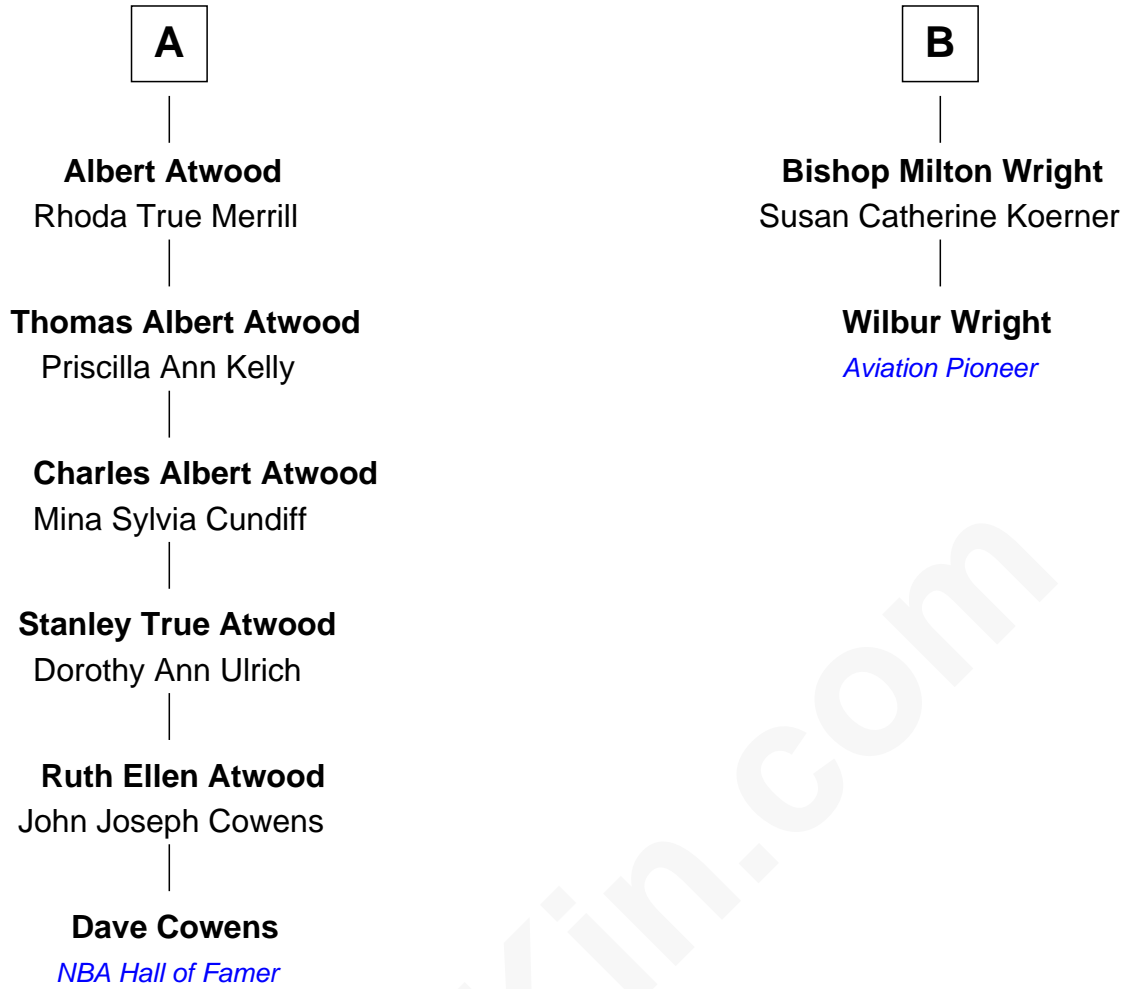 A
Albert Atwood
Rhoda True Merrill
Thomas Albert Atwood
Priscilla Ann Kelly
Charles Albert Atwood
Mina Sylvia Cundiff
Stanley True Atwood
Dorothy Ann Ulrich
Ruth Ellen Atwood
John Joseph Cowens
Dave Cowens
NBA Hall of Famer
B
Bishop Milton Wright
Susan Catherine Koerner
Wilbur Wright
Aviation Pioneer
Kin.com